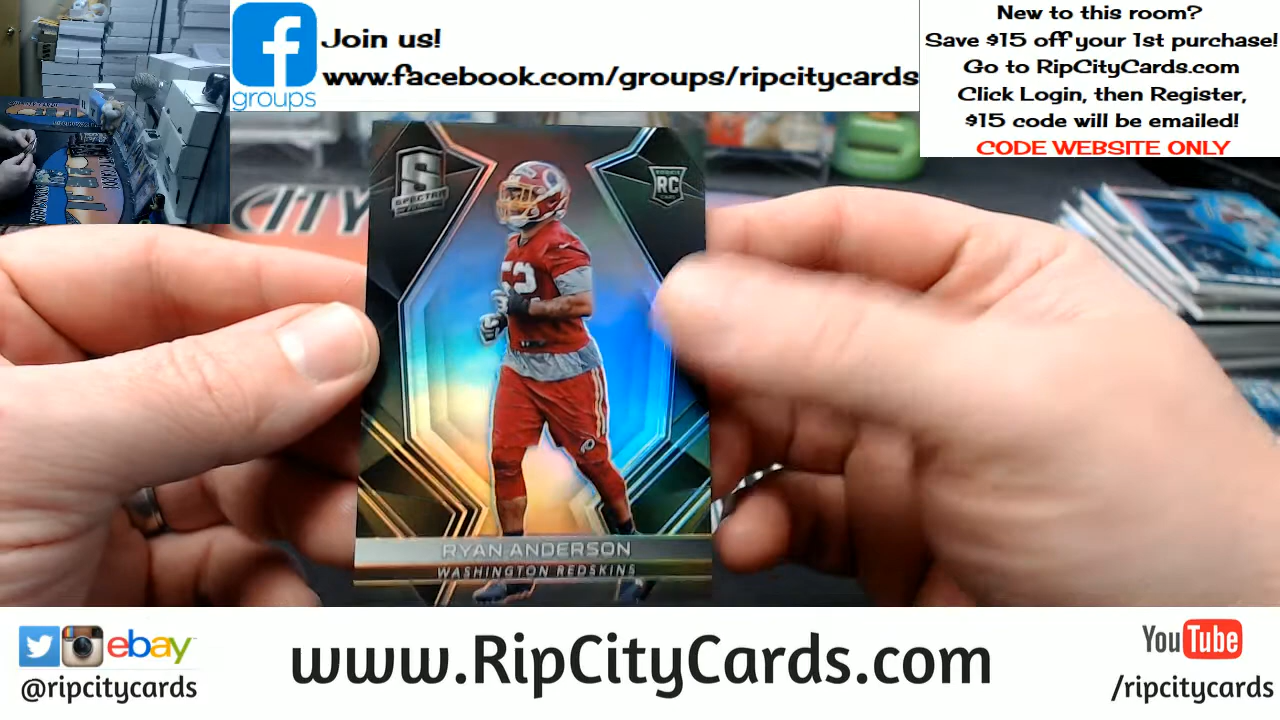 groups
Join us!
www.facebook.com/groups/ripcitycards
New to this room?
Save $15 off your 1st purchase!
Go to RipCityCards.com
Click Login, then Register,
$15 code will be emailed!
CODE WEBSITE ONLY
CITY
S
SPECTRA
RC
52
RYAN ANDERSON
WASHINGTON REDSKINS
ebay
@ripcitycards
www.RipCityCards.com
YouTube
/ripcitycards